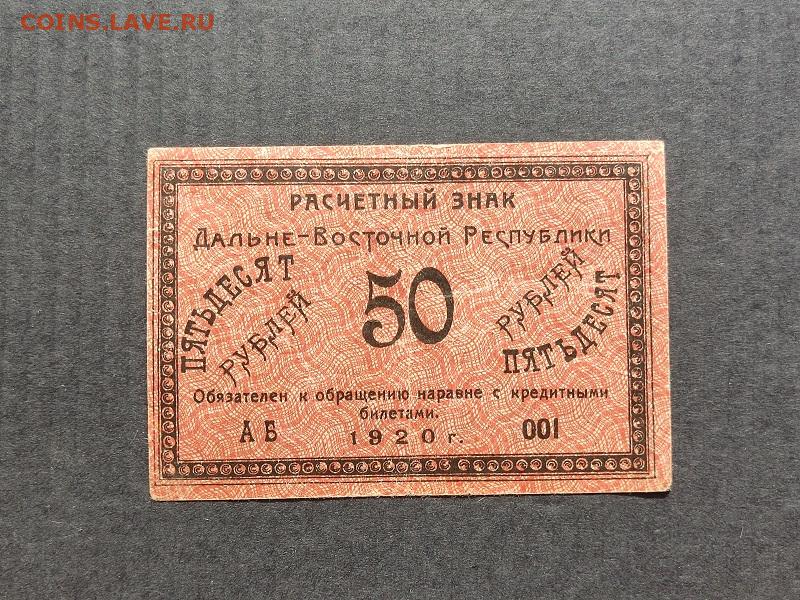 COINS.LAVE.RU
РАСЧЕТНЫЙ ЗНАК
ДАЛЬНЕ-ВОСТОЧНОЙ РЕСПУБЛИКИ
ПЯТЬДЕСЯТ
РУБЛЕЙ
50
РУБЛЕЙ
ПЯТЬДЕСЯТ
Обязателен к обращению наравне с кредитными
билетами.
АБ 1920 г. 001